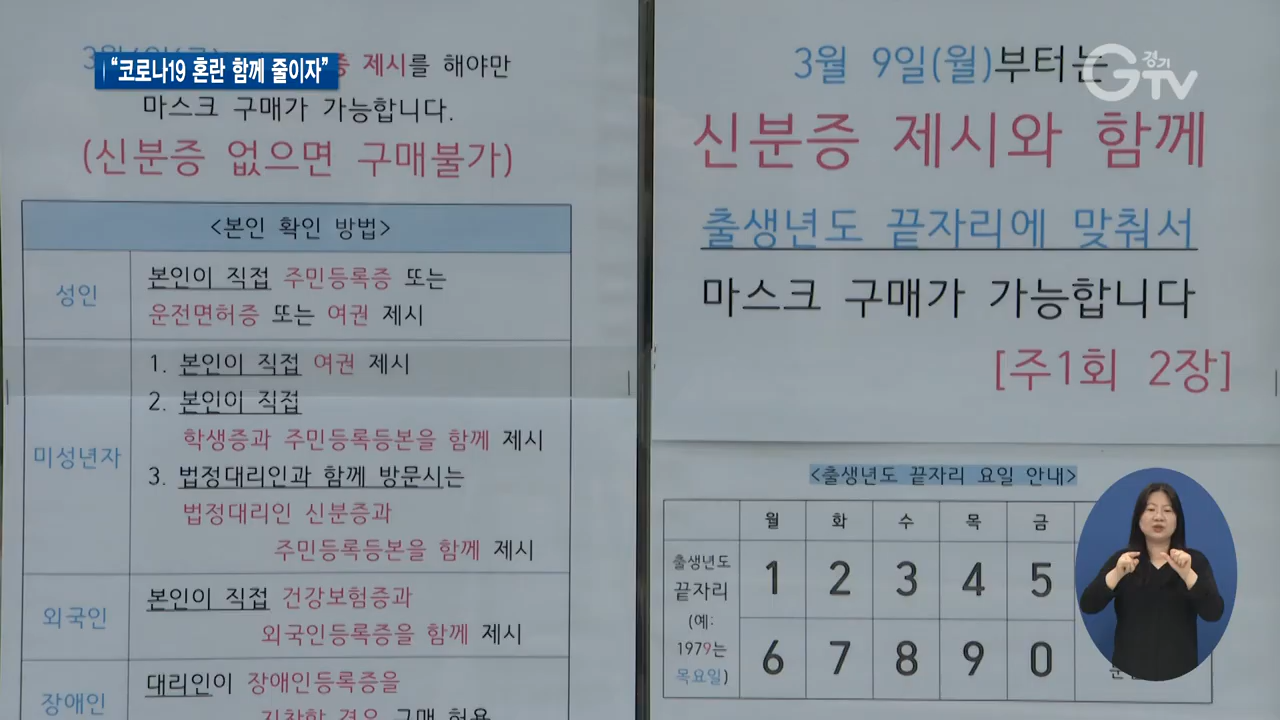 "코로나19 혼란 함께 줄이자"
제시를 해야만
마스크 구매가 가능합니다.
(신분증 없으면 구매불가)
<본인 확인 방법>
성인
본인이 직접 주민등록증 또는
운전면허증 또는 여권 제시
미성년자
1. 본인이 직접 여권 제시
2. 본인이 직접
학생증과 주민등록등본을 함께 제시
3. 법정대리인과 함께 방문시는
법정대리인 신분증과
주민등록등본을 함께 제시
외국인
본인이 직접 건강보험증과
외국인등록증을 함께 제시
장애인
대리인이 장애인등록증을
3월 9일(월)부터는
신분증 제시와 함께
출생년도 끝자리에 맞춰서
마스크 구매가 가능합니다
[주1회 2장]
<출생년도 끝자리 요일 안내>
월 화 수 목 금
출생년도
끝자리
(예:
1979는
목요일)
1 2 3 4 5
6 7 8 9 0
경기
GTV